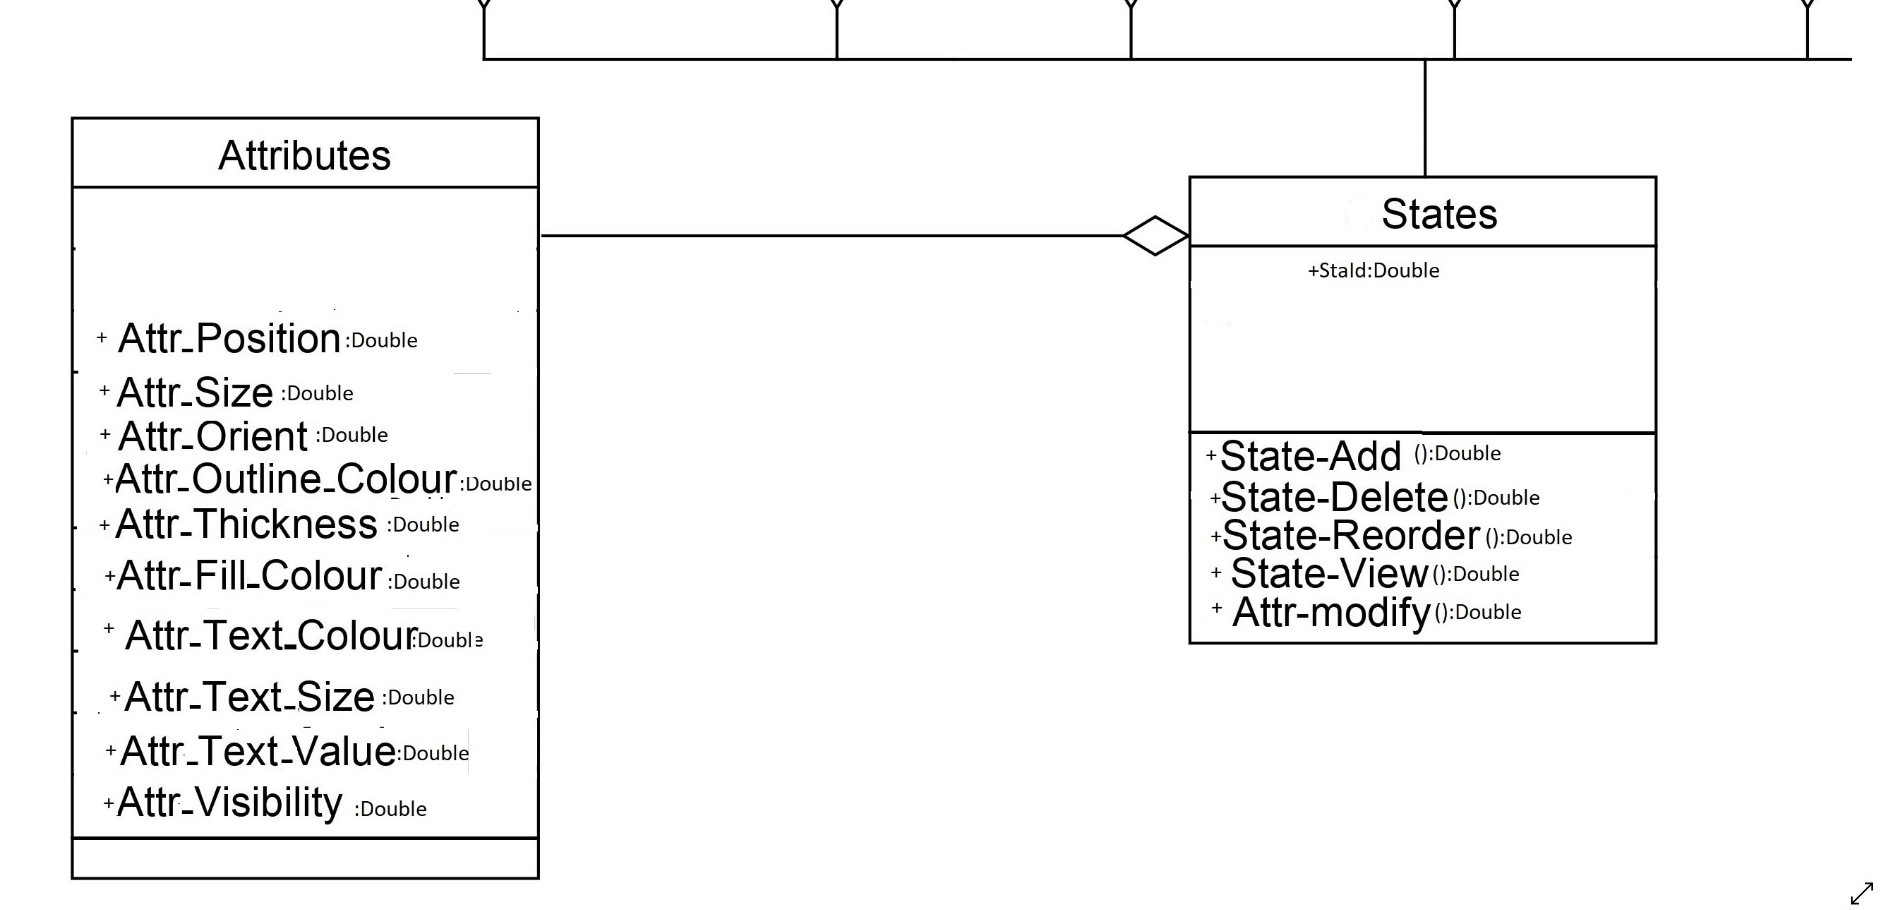 Attributes
+ Attr_Position :Double
+ Attr_Size :Double
+ Attr_Orient :Double
+Attr_Outline_Colour :Double
+ Attr_Thickness :Double
+Attr_Fill_Colour :Double
+ Attr_Text_Colour:Double
+ Attr_Text_Size :Double
+ Attr_Text_Value:Double
+Attr_Visibility :Double
States
+StaId:Double
+State-Add ():Double
+State-Delete ():Double
+State-Reorder ():Double
+ State-View ():Double
+ Attr-modify ():Double